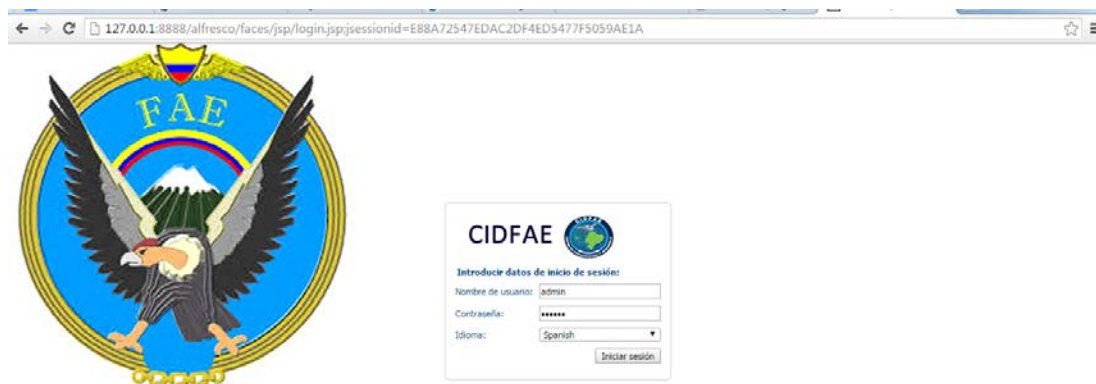 127.0.0.1:8888/alfresco/faces/jsp/login.jsp;jsessionid=E88A72547EDAC2DF4ED5477F5059AE1A
FAE
CIDFAE
CIDFAE
Introducir datos de inicio de sesión:
Nombre de usuario: admin
Contraseña: ••••••
Idioma: Spanish
Iniciar sesión